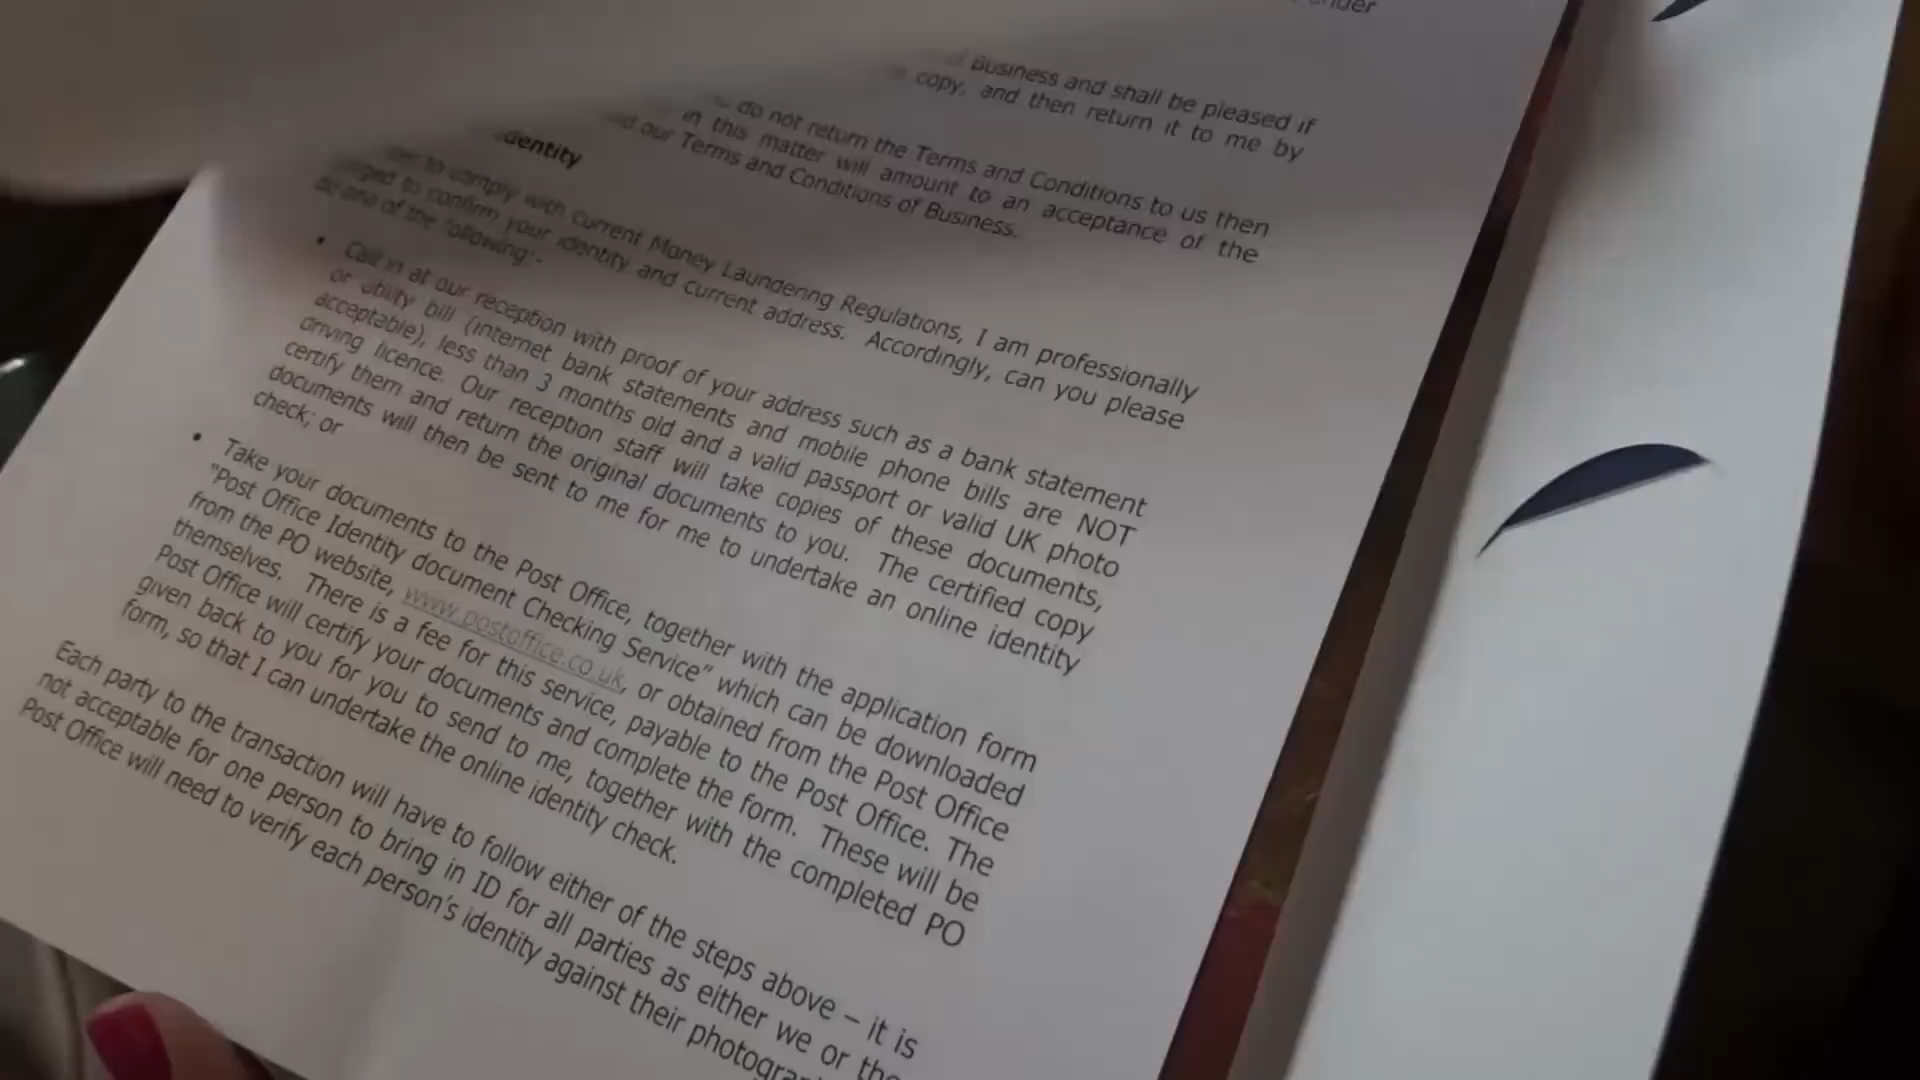 under
Business and shall be pleased if
copy, and then return it to me by
do not return the Terms and Conditions to us then
in this matter will amount to an acceptance of the
our Terms and Conditions of Business.
Identity
to comply with current Money Laundering Regulations, I am professionally
to confirm your identity and current address. Accordingly, can you please
do one of the following:-
• Call in at our reception with proof of your address such as a bank statement
or utility bill (internet bank statements and mobile phone bills are NOT
acceptable), less than 3 months old and a valid passport or valid UK photo
driving licence. Our reception staff will take copies of these documents,
certify them and return the original documents to you. The certified copy
documents will then be sent to me for me to undertake an online identity
check; or
• Take your documents to the Post Office, together with the application form
"Post Office Identity document Checking Service" which can be downloaded
from the PO website, www.postoffice.co.uk, or obtained from the Post Office
themselves. There is a fee for this service, payable to the Post Office. The
Post Office will certify your documents and complete the form. These will be
given back to you for you to send to me, together with the completed PO
form, so that I can undertake the online identity check.
Each party to the transaction will have to follow either of the steps above – it is
not acceptable for one person to bring in ID for all parties as either we or the
Post Office will need to verify each person's identity against their